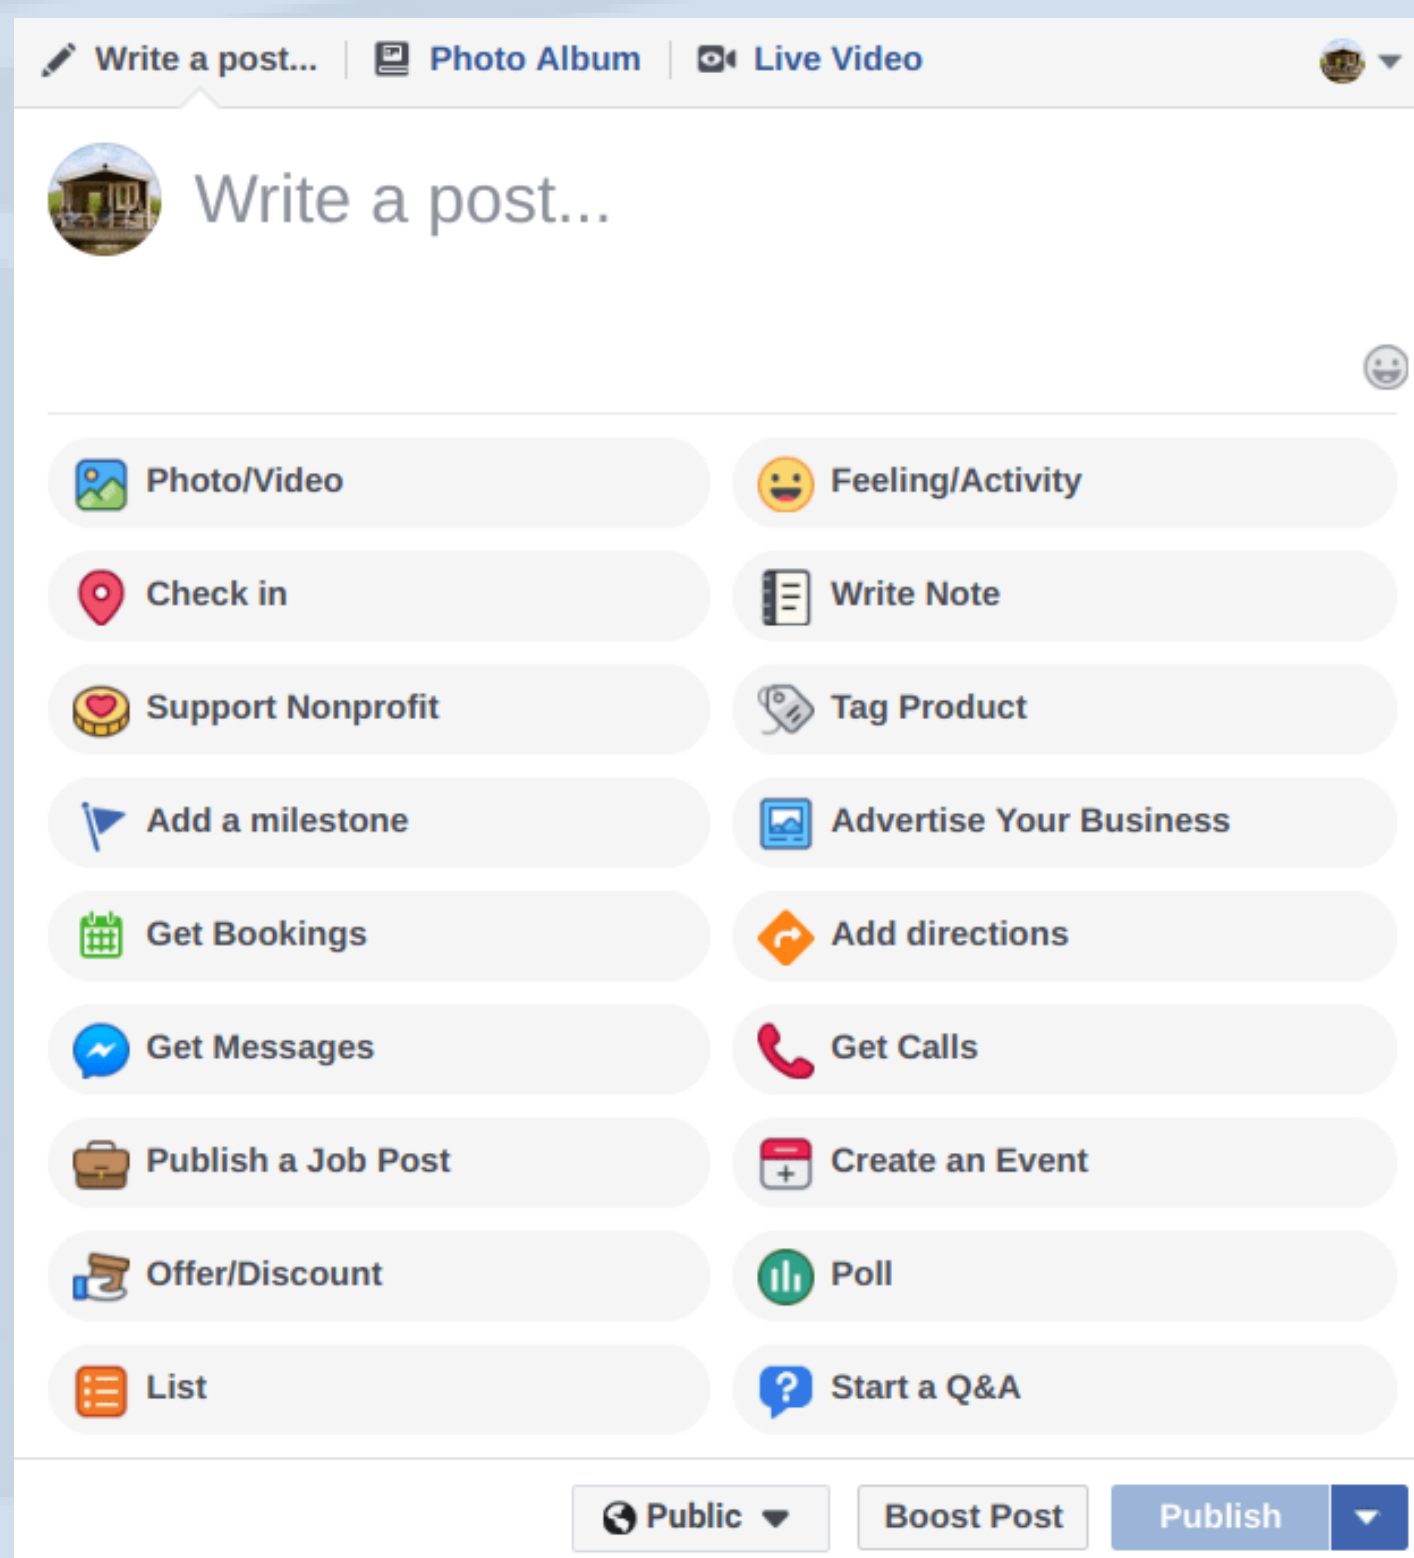 Write a post... Photo Album Live Video
Write a post...
Photo/Video Feeling/Activity
Check in Write Note
Support Nonprofit Tag Product
Add a milestone Advertise Your Business
Get Bookings Add directions
Get Messages Get Calls
Publish a Job Post Create an Event
Offer/Discount Poll
List Start a Q&A
Public Boost Post Publish